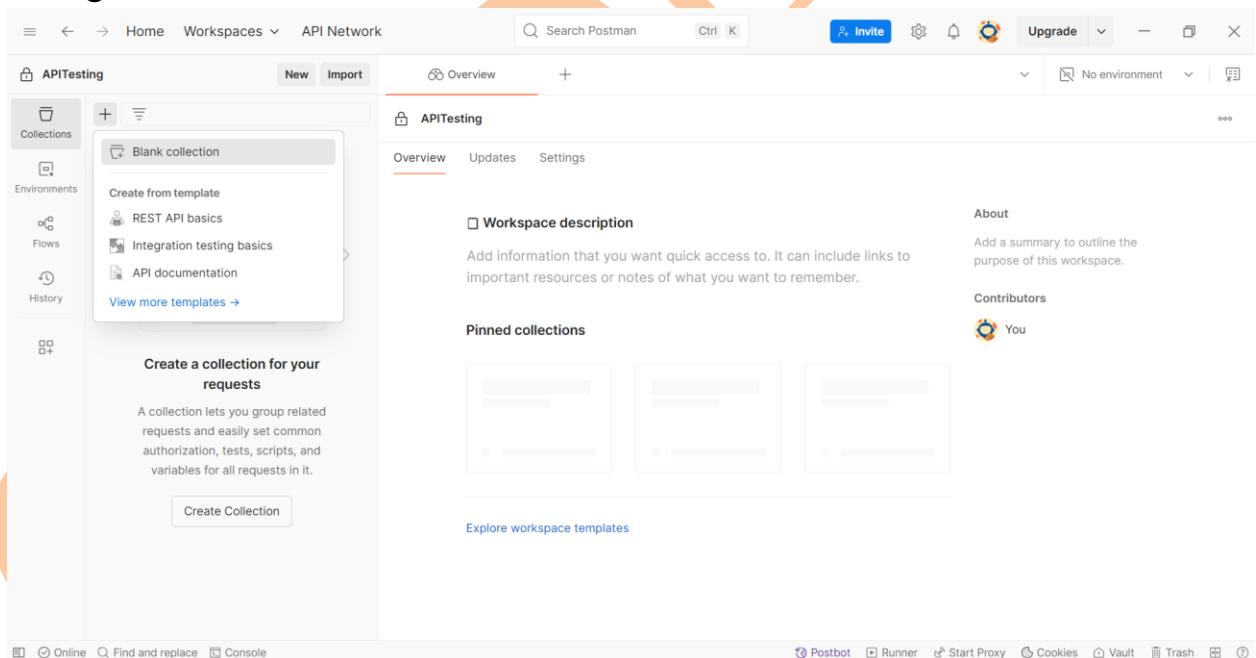 Home Workspaces API Network Search Postman Ctrl K Invite Upgrade
APITesting New Import Overview No environment
Collections
Environments
Flows
History
Blank collection
Create from template
REST API basics
Integration testing basics
API documentation
View more templates →
Create a collection for your
requests
A collection lets you group related
requests and easily set common
authorization, tests, scripts, and
variables for all requests in it.
Create Collection
APITesting
Overview Updates Settings
Workspace description
Add information that you want quick access to. It can include links to
important resources or notes of what you want to remember.
Pinned collections
Explore workspace templates
About
Add a summary to outline the
purpose of this workspace.
Contributors
You
Online Find and replace Console Postbot Runner Start Proxy Cookies Vault Trash